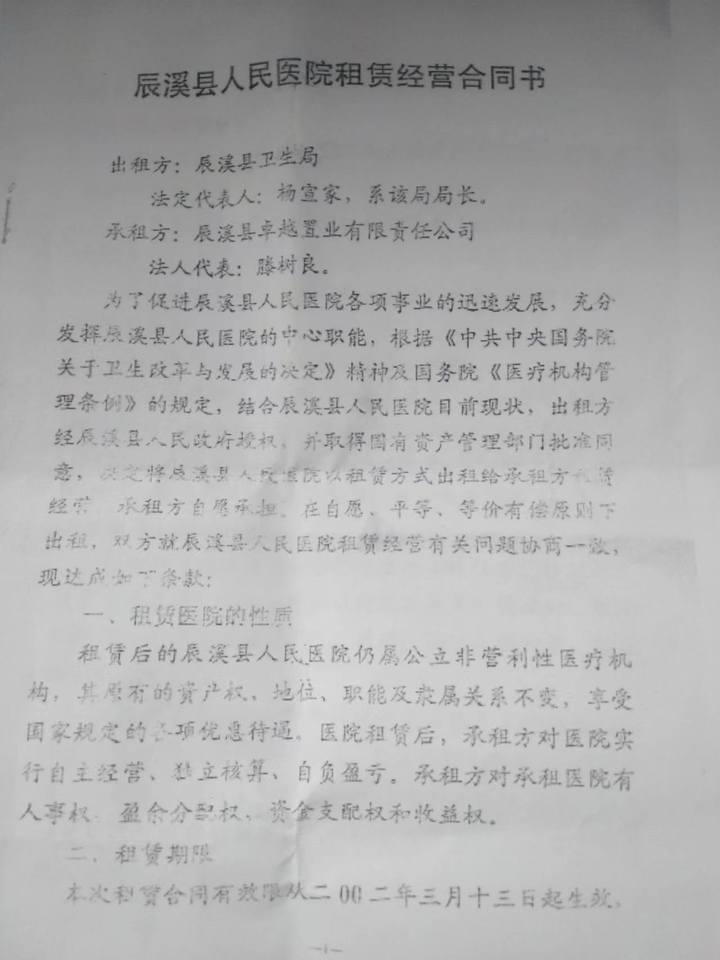 辰溪县人民医院租赁经营合同书
出租方：辰溪县卫生局
法定代表人：杨宣家，系该局局长。
承租方：辰溪县卓越置业有限责任公司
法人代表：滕树良。
为了促进辰溪县人民医院各项事业的迅速发展，充分
发挥辰溪县人民医院的中心职能，根据《中共中央国务院
关于卫生改革与发展的决定》精神及国务院《医疗机构管
理条例》的规定，结合辰溪县人民医院目前现状，出租方
经辰溪县人民政府授权，并取得国有资产管理部门批准同
意，决定将辰溪县人民医院以租赁方式出租给承租方租赁
经营，承租方自愿承担。在自愿、平等、等价有偿原则下
出租，双方就辰溪县人民医院租赁经营有关问题协商一致，
现达成如下条款：
一、租赁医院的性质
租赁后的辰溪县人民医院仍属公立非营利性医疗机
构，其原有的资产权、地位、职能及隶属关系不变，享受
国家规定的各项优惠待遇。医院租赁后，承租方对医院实
行自主经营、独立核算、自负盈亏。承租方对承租医院有
人事权、盈余分配权、资金支配权和收益权。
二、租赁期限
本次租赁合同有效限从二00二年三月十三日起生效，
—1—